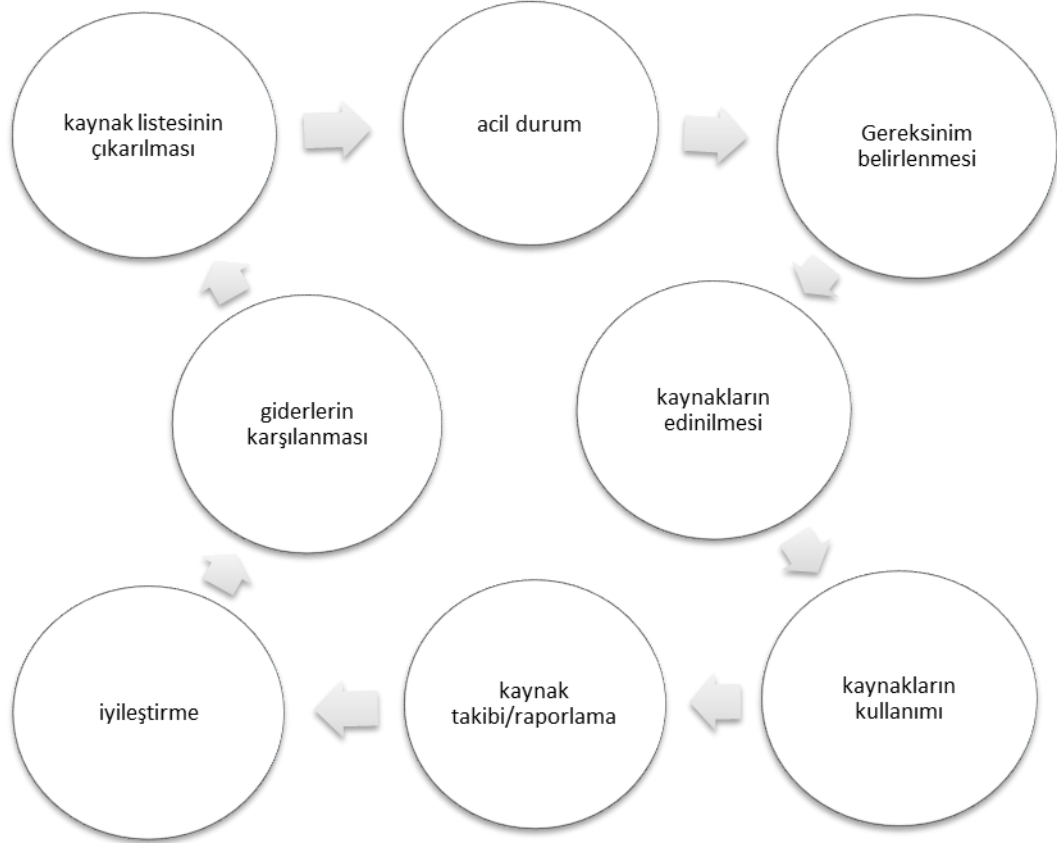 kaynak listesinin
çıkarılması
acil durum
Gereksinim
belirlenmesi
kaynakların
edinilmesi
kaynakların
kullanımı
kaynak
takibi/raporlama
iyileştirme
giderlerin
karşılanması